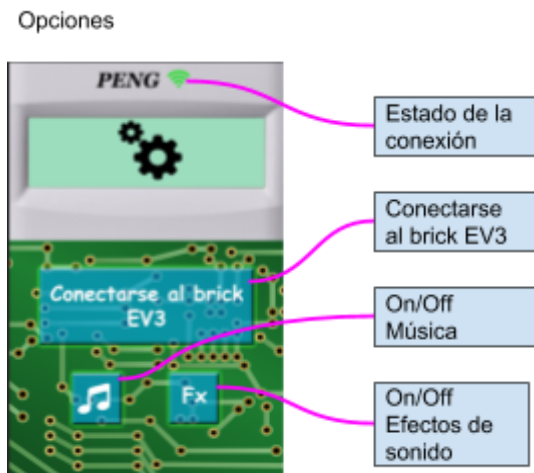 Opciones
PENG
Estado de la
conexión
Conectarse
al brick EV3
Conectarse al brick
EV3
On/Off
Música
Fx
On/Off
Efectos de
sonido